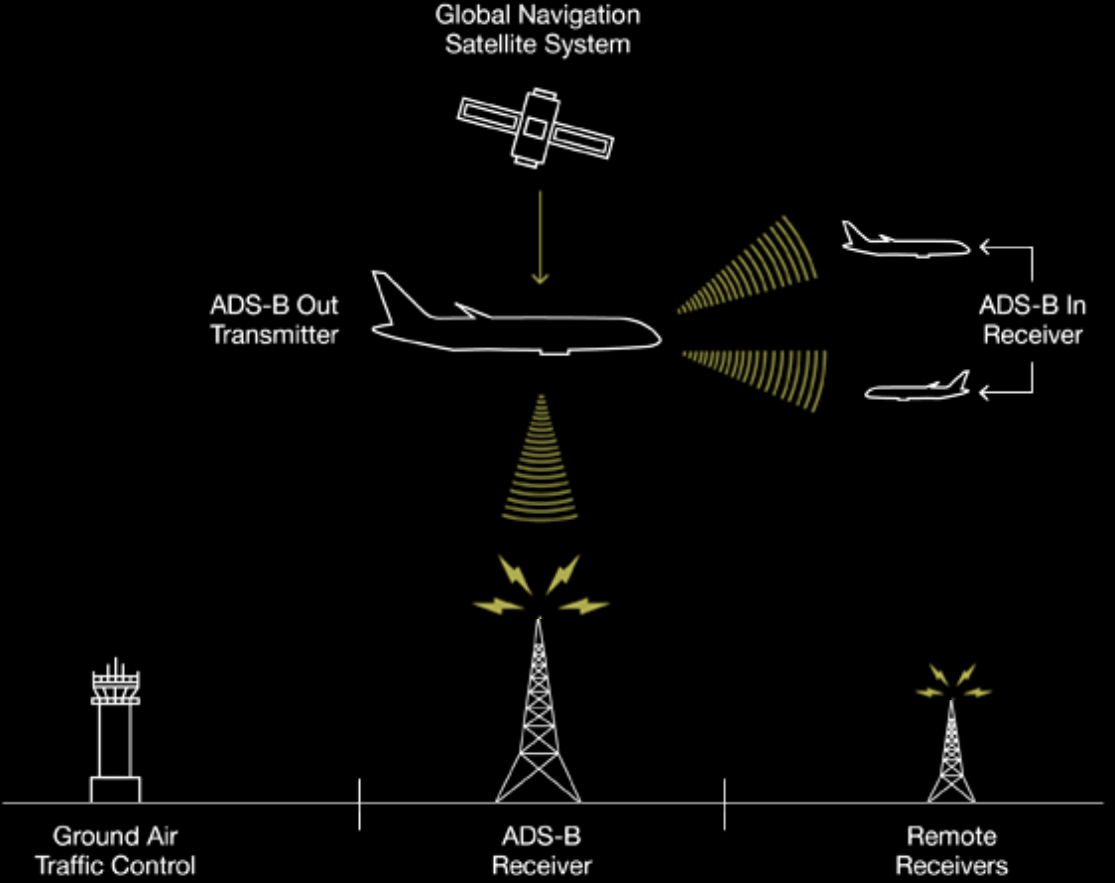 Global Navigation
Satellite System
ADS-B Out
Transmitter
ADS-B In
Receiver
Ground Air
Traffic Control
ADS-B
Receiver
Remote
Receivers